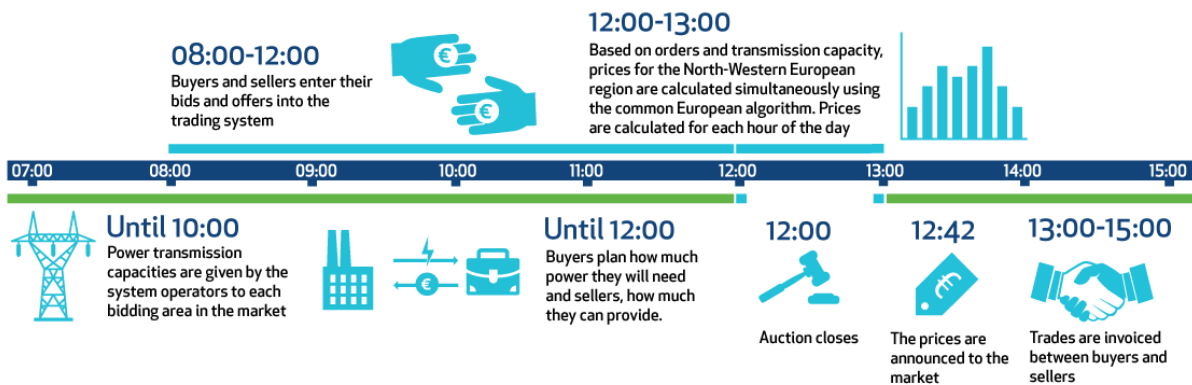 08:00-12:00
Buyers and sellers enter their
bids and offers into the
trading system
12:00-13:00
Based on orders and transmission capacity,
prices for the North-Western European
region are calculated simultaneously using
the common European algorithm. Prices
are calculated for each hour of the day
07:00
08:00
09:00
10:00
11:00
12:00
13:00
14:00
15:00
Until 10:00
Power transmission
capacities are given by the
system operators to each
bidding area in the market
Until 12:00
Buyers plan how much
power they will need
and sellers, how much
they can provide.
12:00
Auction closes
12:42
The prices are
announced to the
market
13:00-15:00
Trades are invoiced
between buyers and
sellers